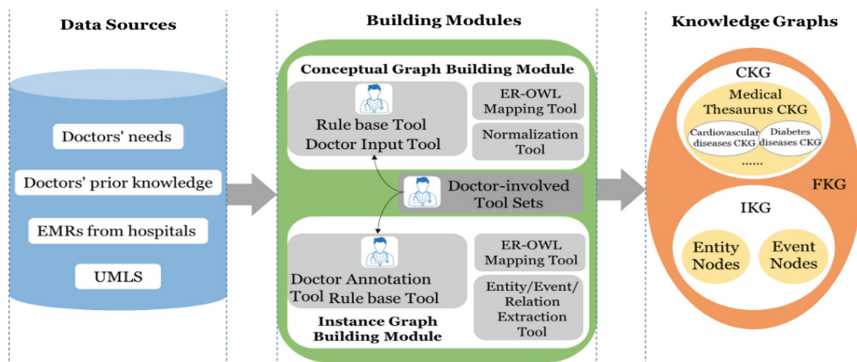 Data Sources
Doctors' needs
Doctors' prior knowledge
EMRs from hospitals
UMLS
Building Modules
Conceptual Graph Building Module
Rule base Tool
Doctor Input Tool
ER-OWL
Mapping Tool
Normalization
Tool
Doctor-involved
Tool Sets
Doctor Annotation
Tool Rule base Tool
Instance Graph
Building Module
ER-OWL
Mapping Tool
Entity/Event/
Relation
Extraction
Tool
Knowledge Graphs
CKG
Medical
Thesaurus CKG
Cardiovascular
diseases CKG
Diabetes
diseases CKG
......
FKG
IKG
Entity
Nodes
Event
Nodes